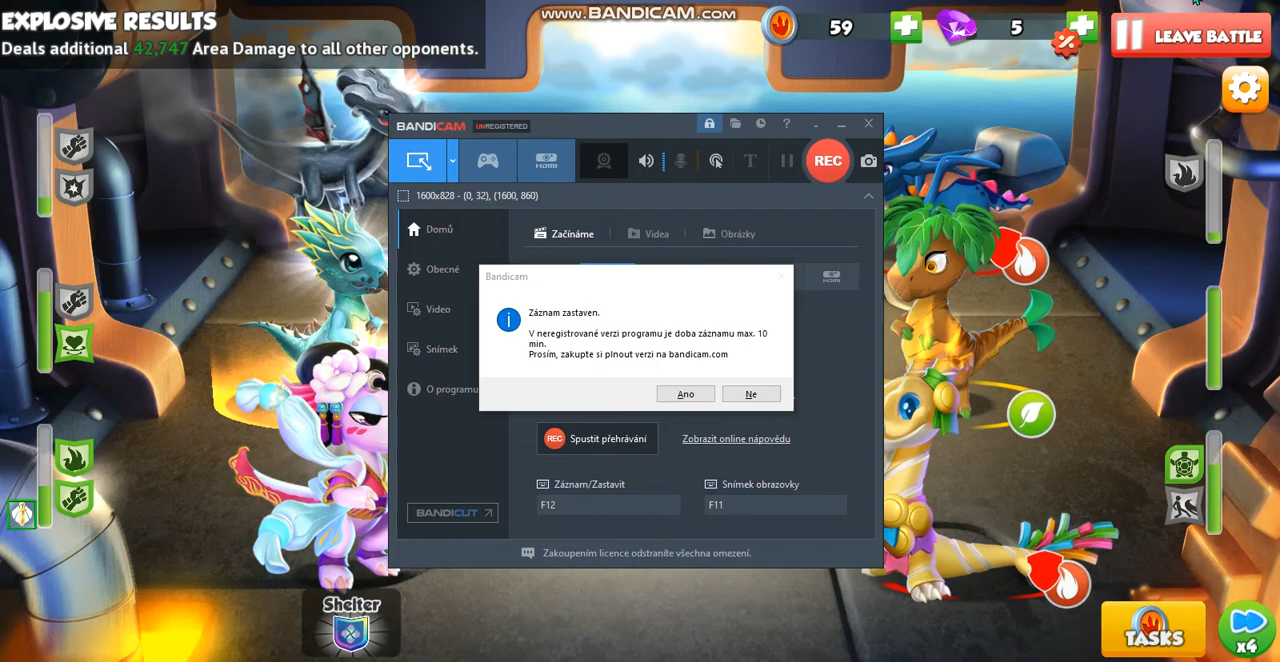 EXPLOSIVE RESULTS
Deals additional 42,747 Area Damage to all other opponents.
www.BANDICAM.com
59
5
LEAVE BATTLE
BANDICAM UNREGISTERED
HDMI
T
REC
1600x828 - (0, 32), (1600, 860)
Domů
Obecné
Video
Snímek
O programu
Začínáme
Videa
Obrázky
HDMI
Bandicam
Záznam zastaven.
V neregistrované verzi programu je doba záznamu max. 10
min.
Prosím, zakupte si plnout verzi na bandicam.com
Ano
Ne
REC Spustit přehrávání
Zobrazit online nápovědu
Záznam/Zastavit
Snímek obrazovky
F12
F11
BANDICUT
Zakoupením licence odstraníte všechna omezení.
Shelter
TASKS
x4